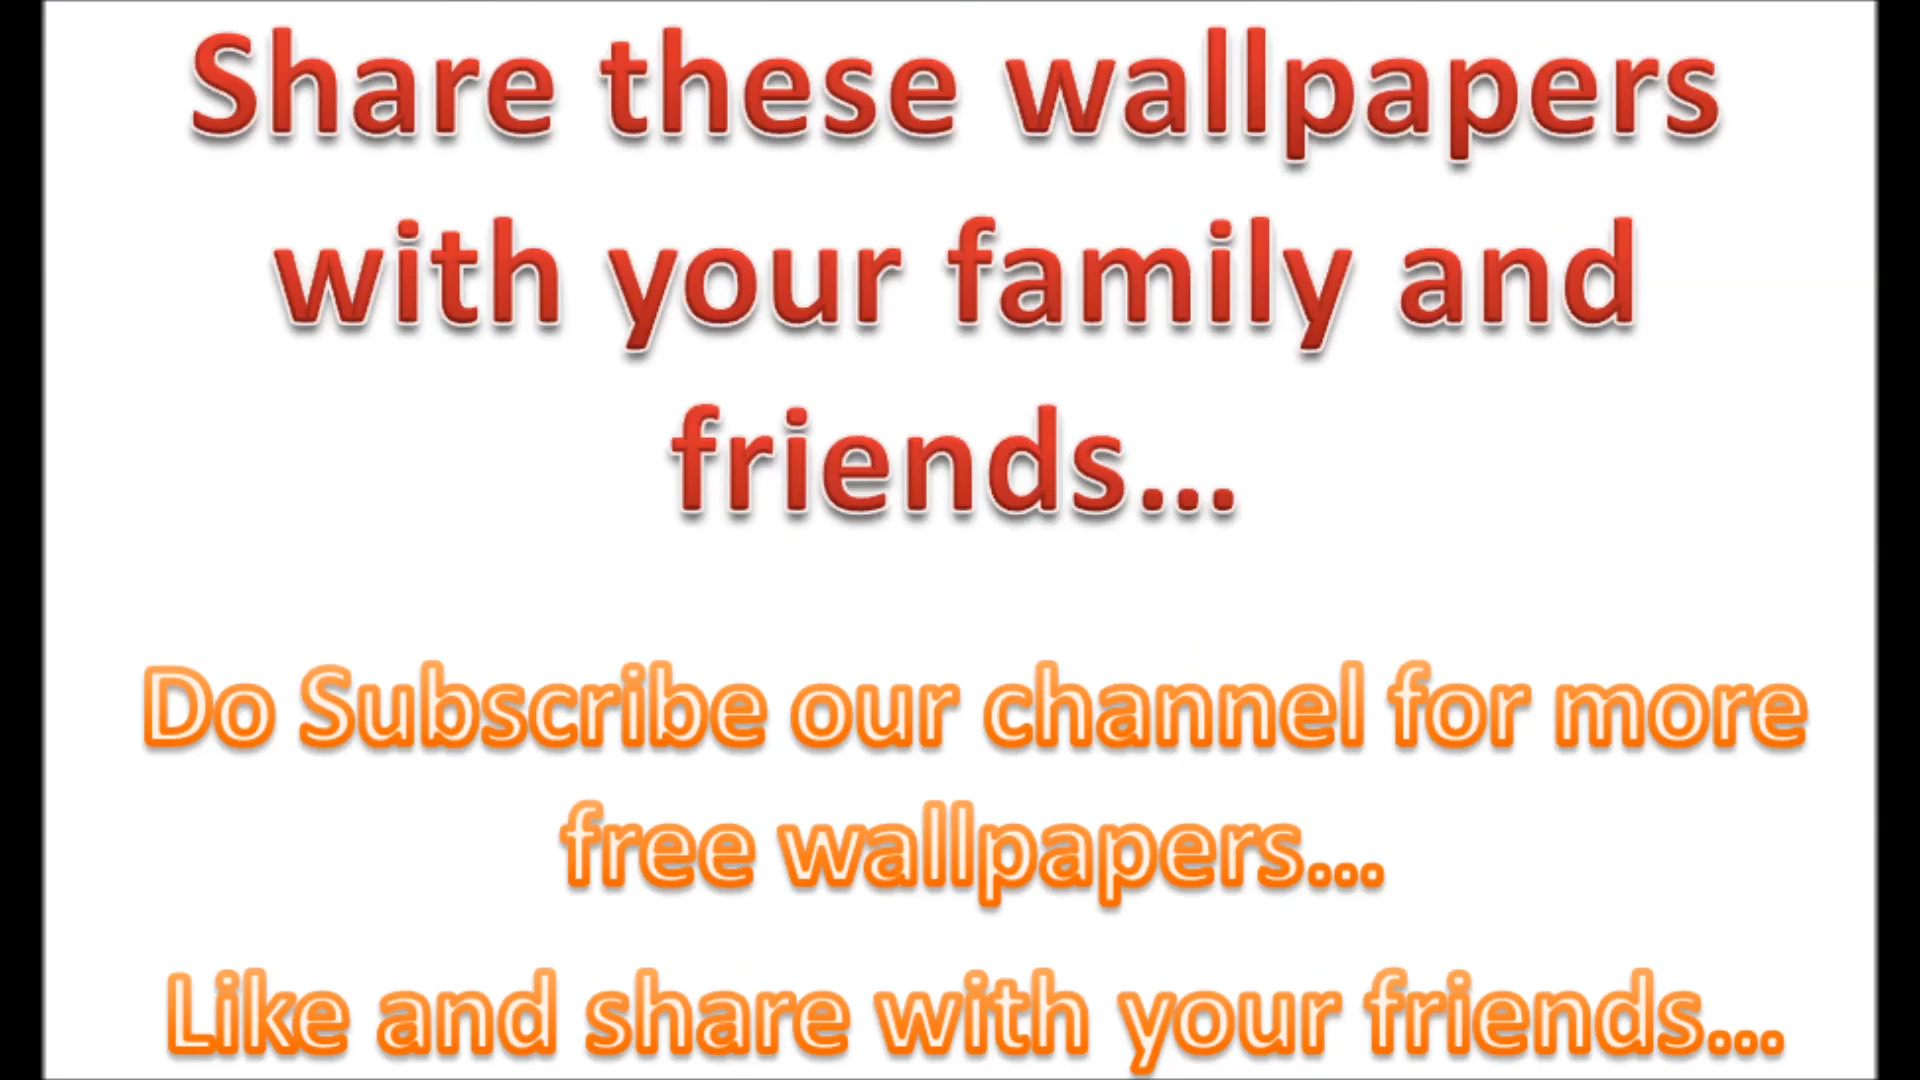 Share these wallpapers
with your family and
friends...
Do Subscribe our channel for more
free wallpapers...
Like and share with your friends...